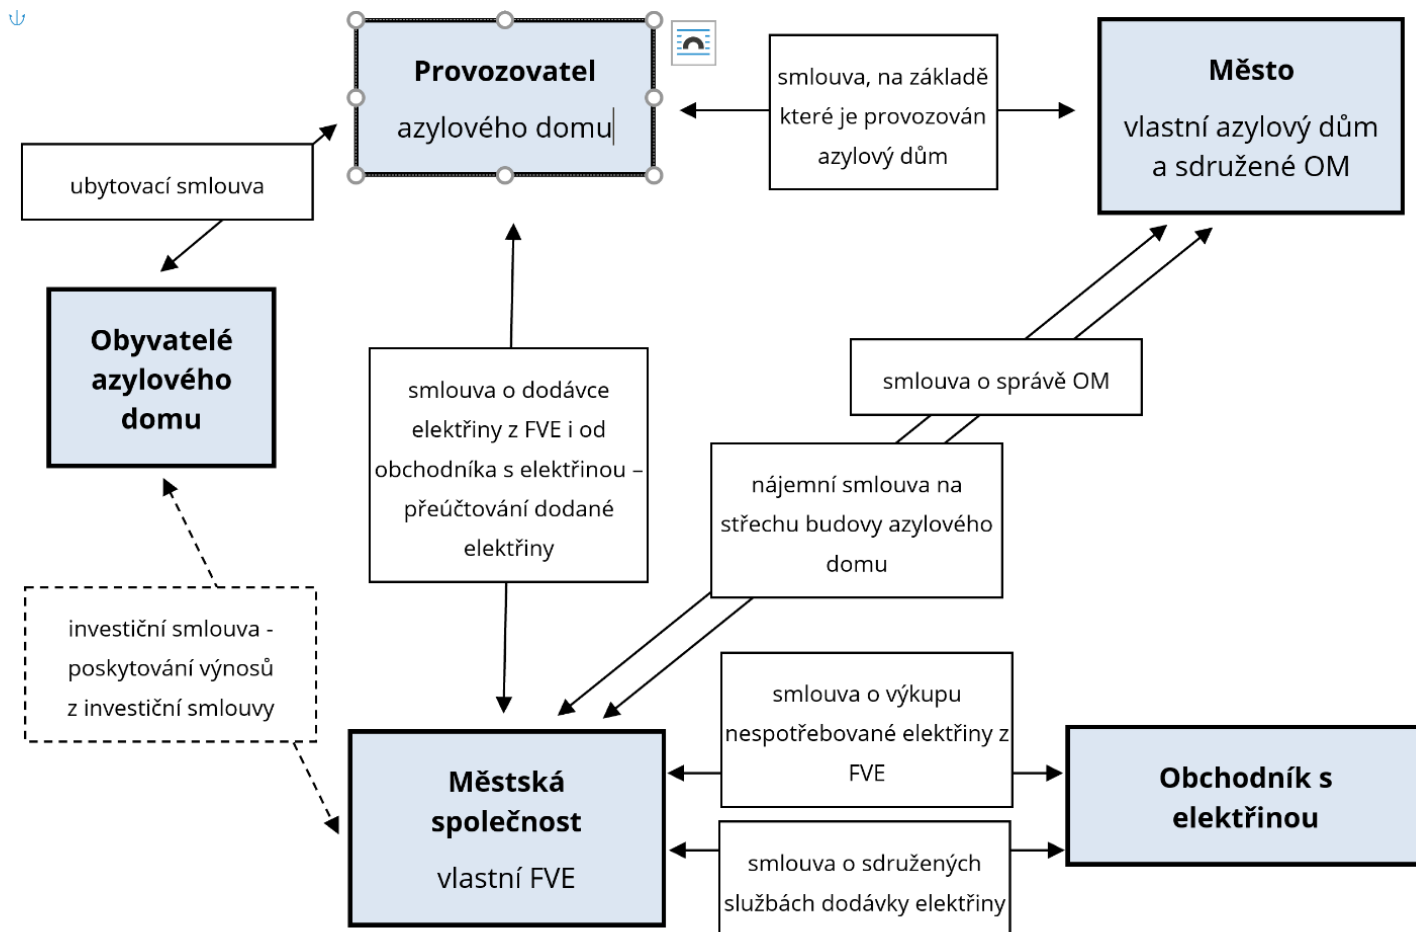 Provozovatel
azylového domu
smlouva, na základě
které je provozován
azylový dům
Město
vlastní azylový dům
a sdružené OM
ubytovací smlouva
Obyvatelé
azylového
domu
smlouva o dodávce
elektřiny z FVE i od
obchodníka s elektřinou –
přeúčtování dodané
elektřiny
smlouva o správě OM
nájemní smlouva na
střechu budovy azylového
domu
investiční smlouva -
poskytování výnosů
z investiční smlouvy
Městská
společnost
vlastní FVE
smlouva o výkupu
nespotřebované elektřiny z
FVE
smlouva o sdružených
službách dodávky elektřiny
Obchodník s
elektřinou